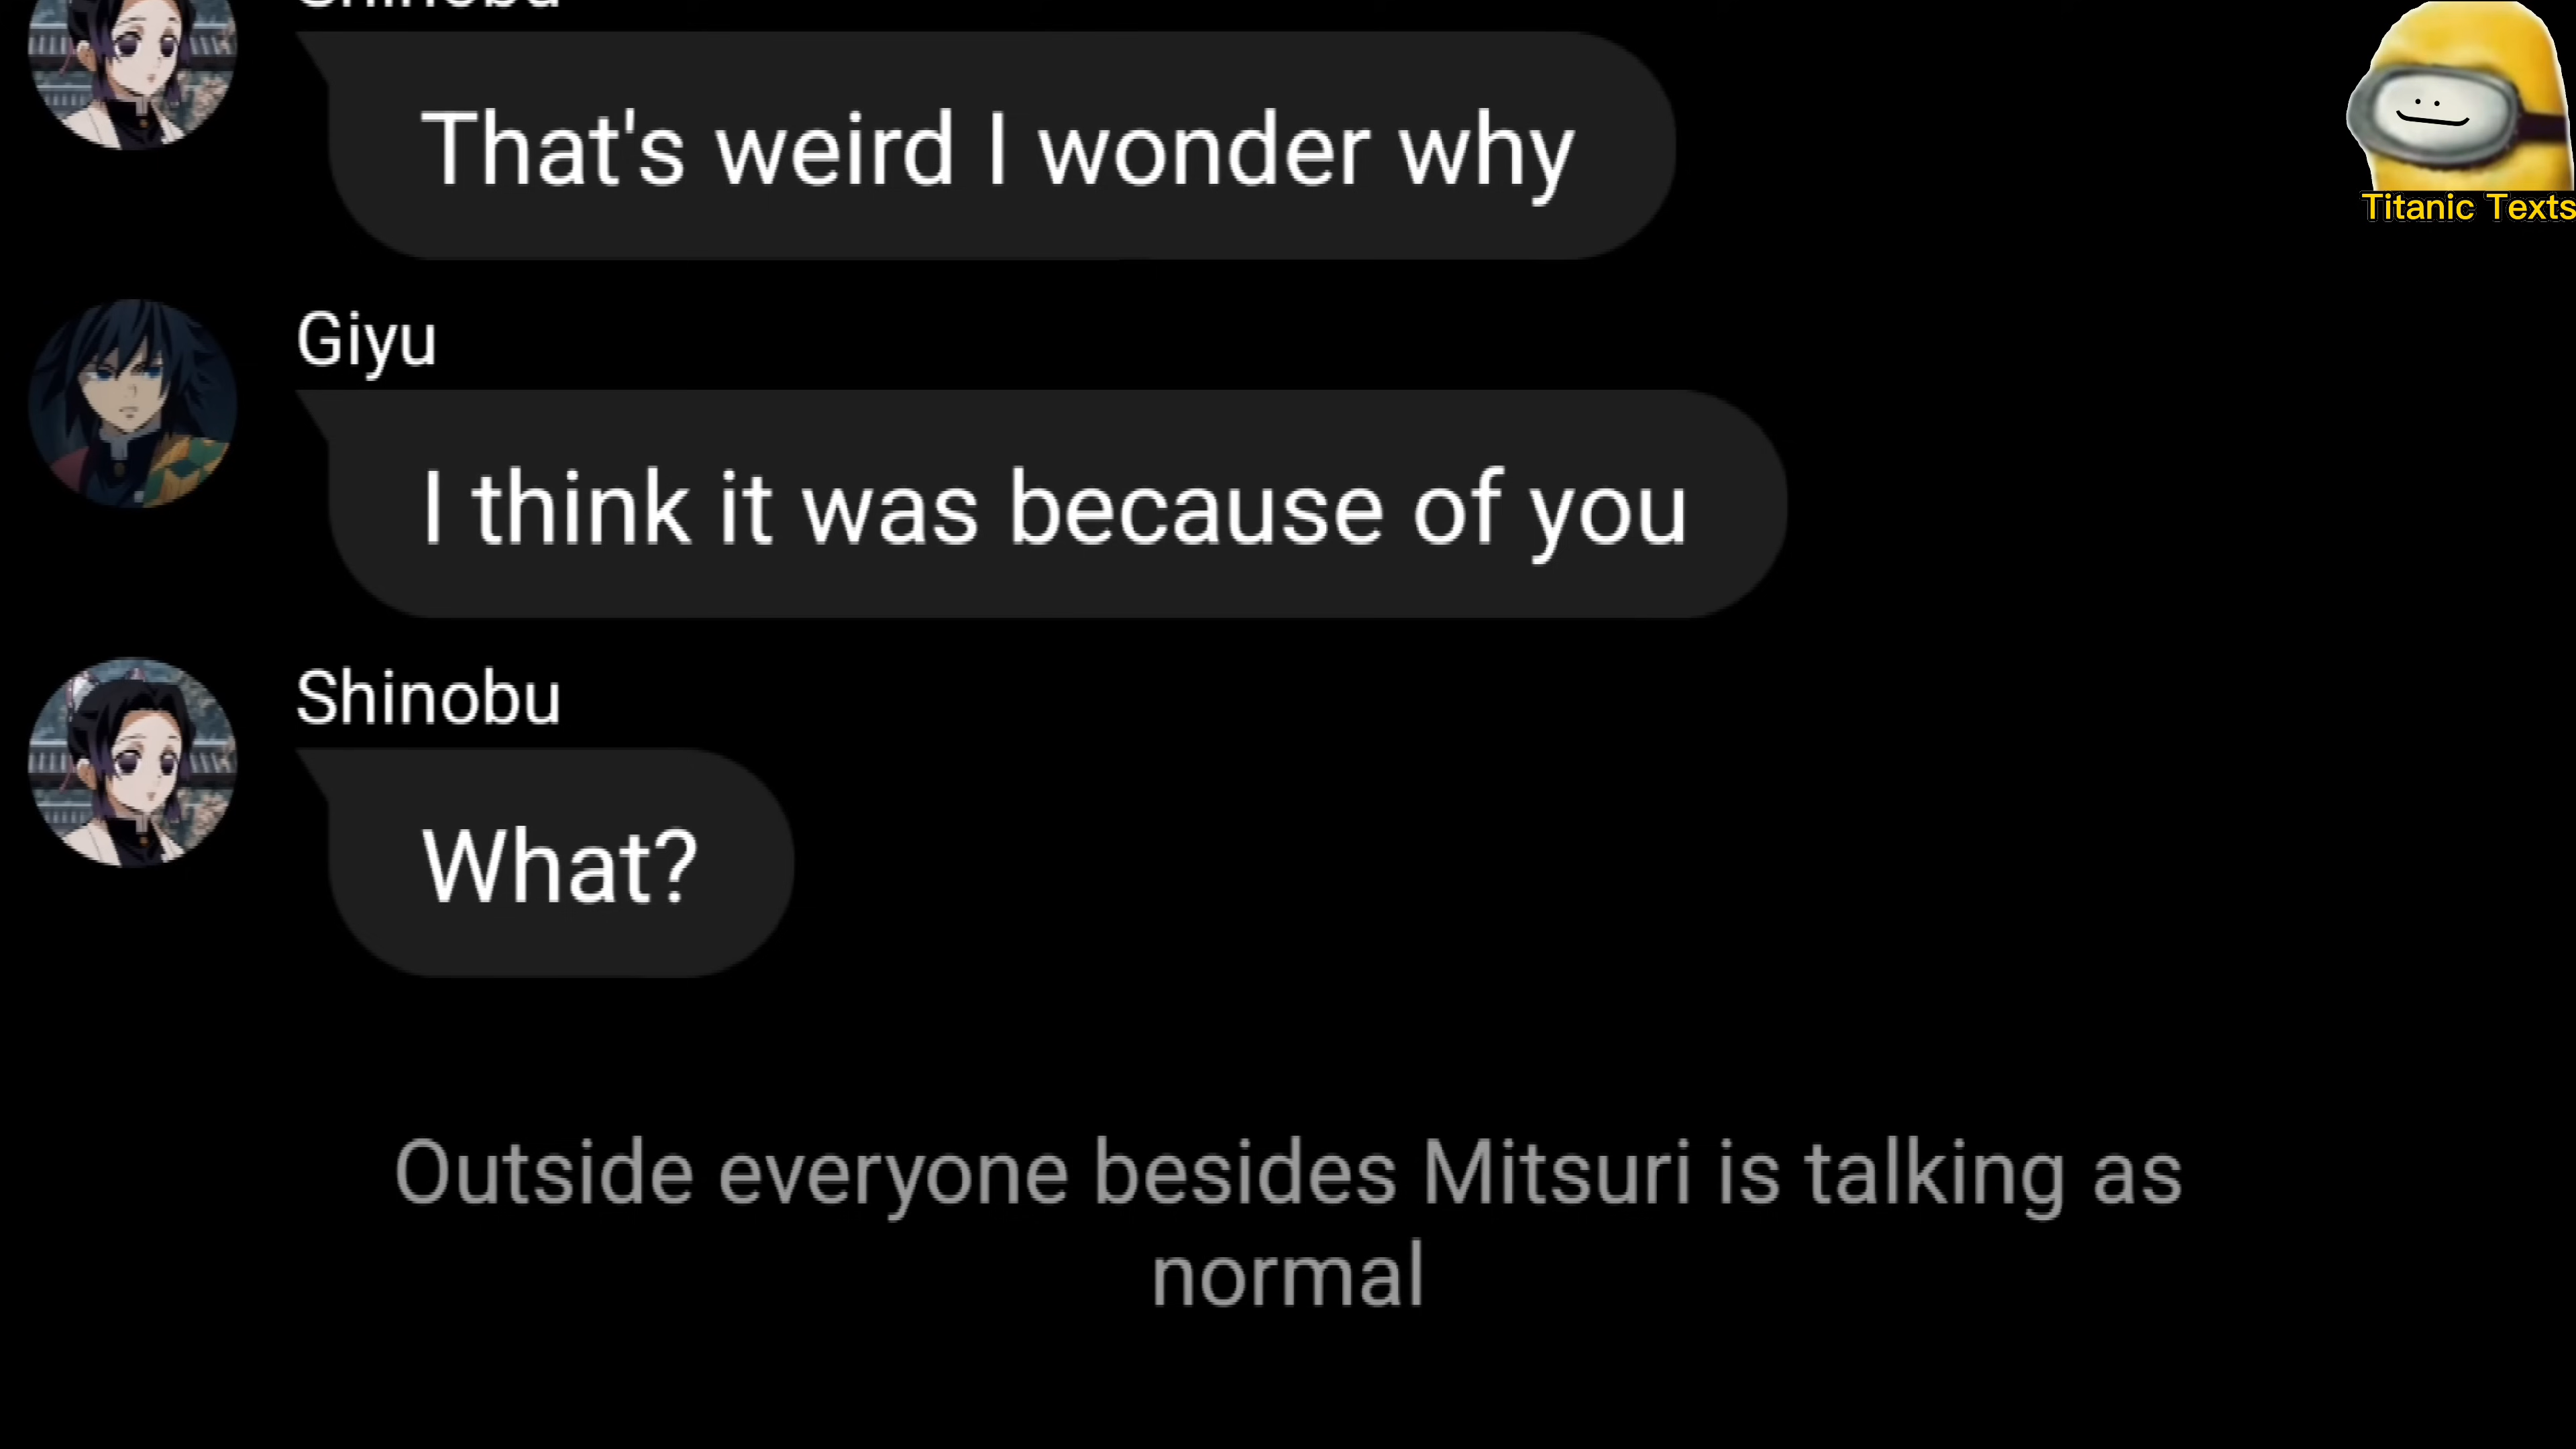 Shinobu
That's weird I wonder why
Titanic Texts
Giyu
I think it was because of you
Shinobu
What?
Outside everyone besides Mitsuri is talking as
normal